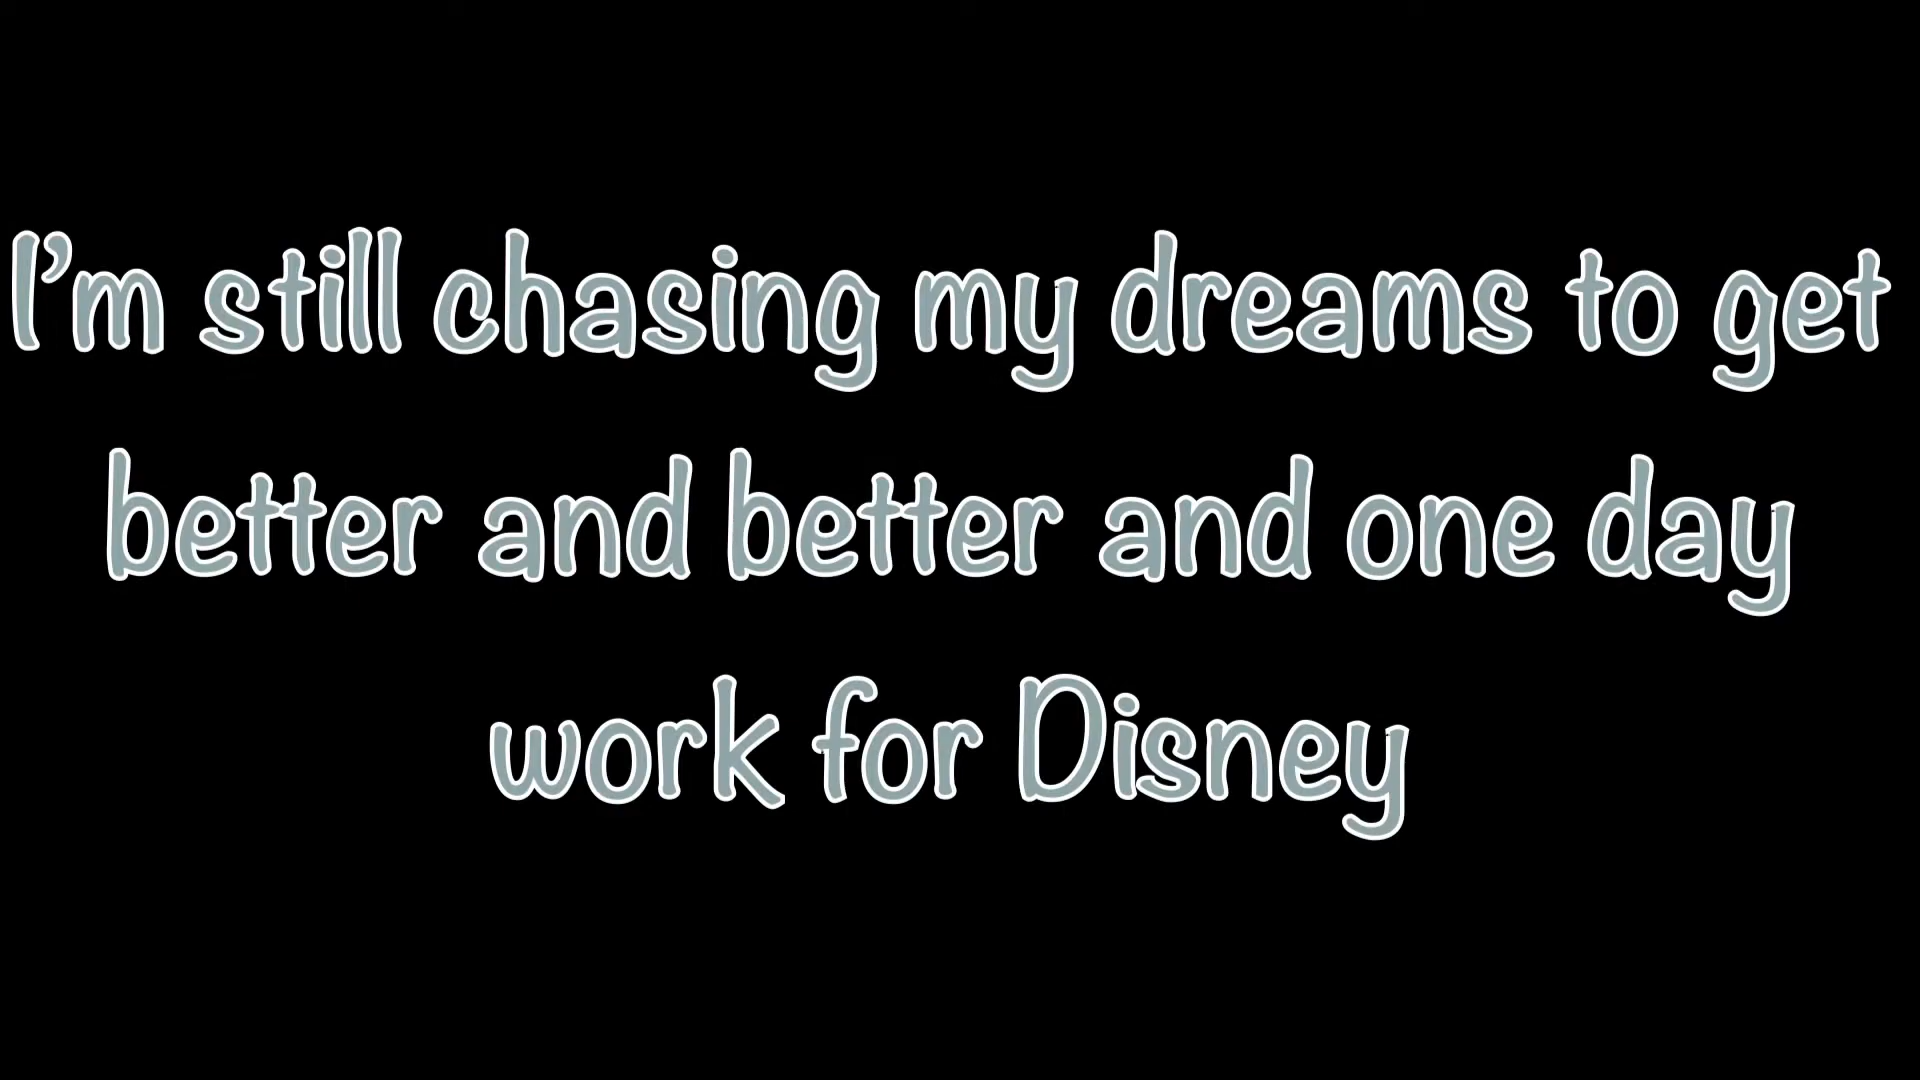 I'm still chasing my dreams to get
better and better and one day
work for Disney